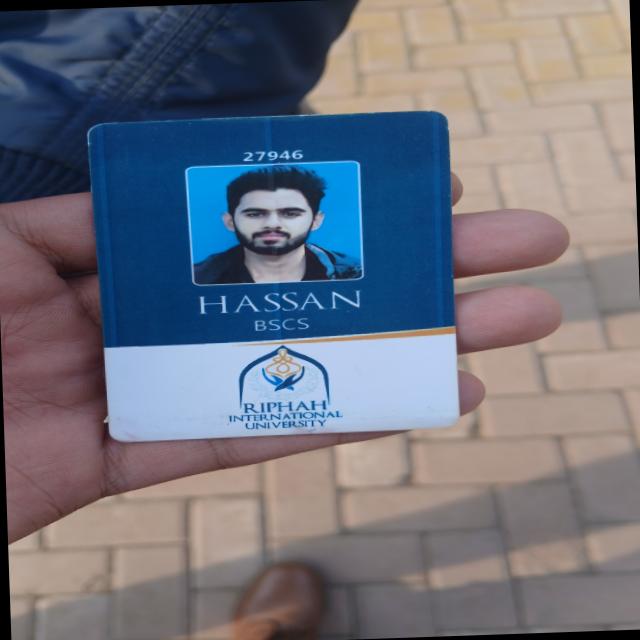 27946
HASSAN
BSCS
RIPHAH
INTERNATIONAL
UNIVERSITY